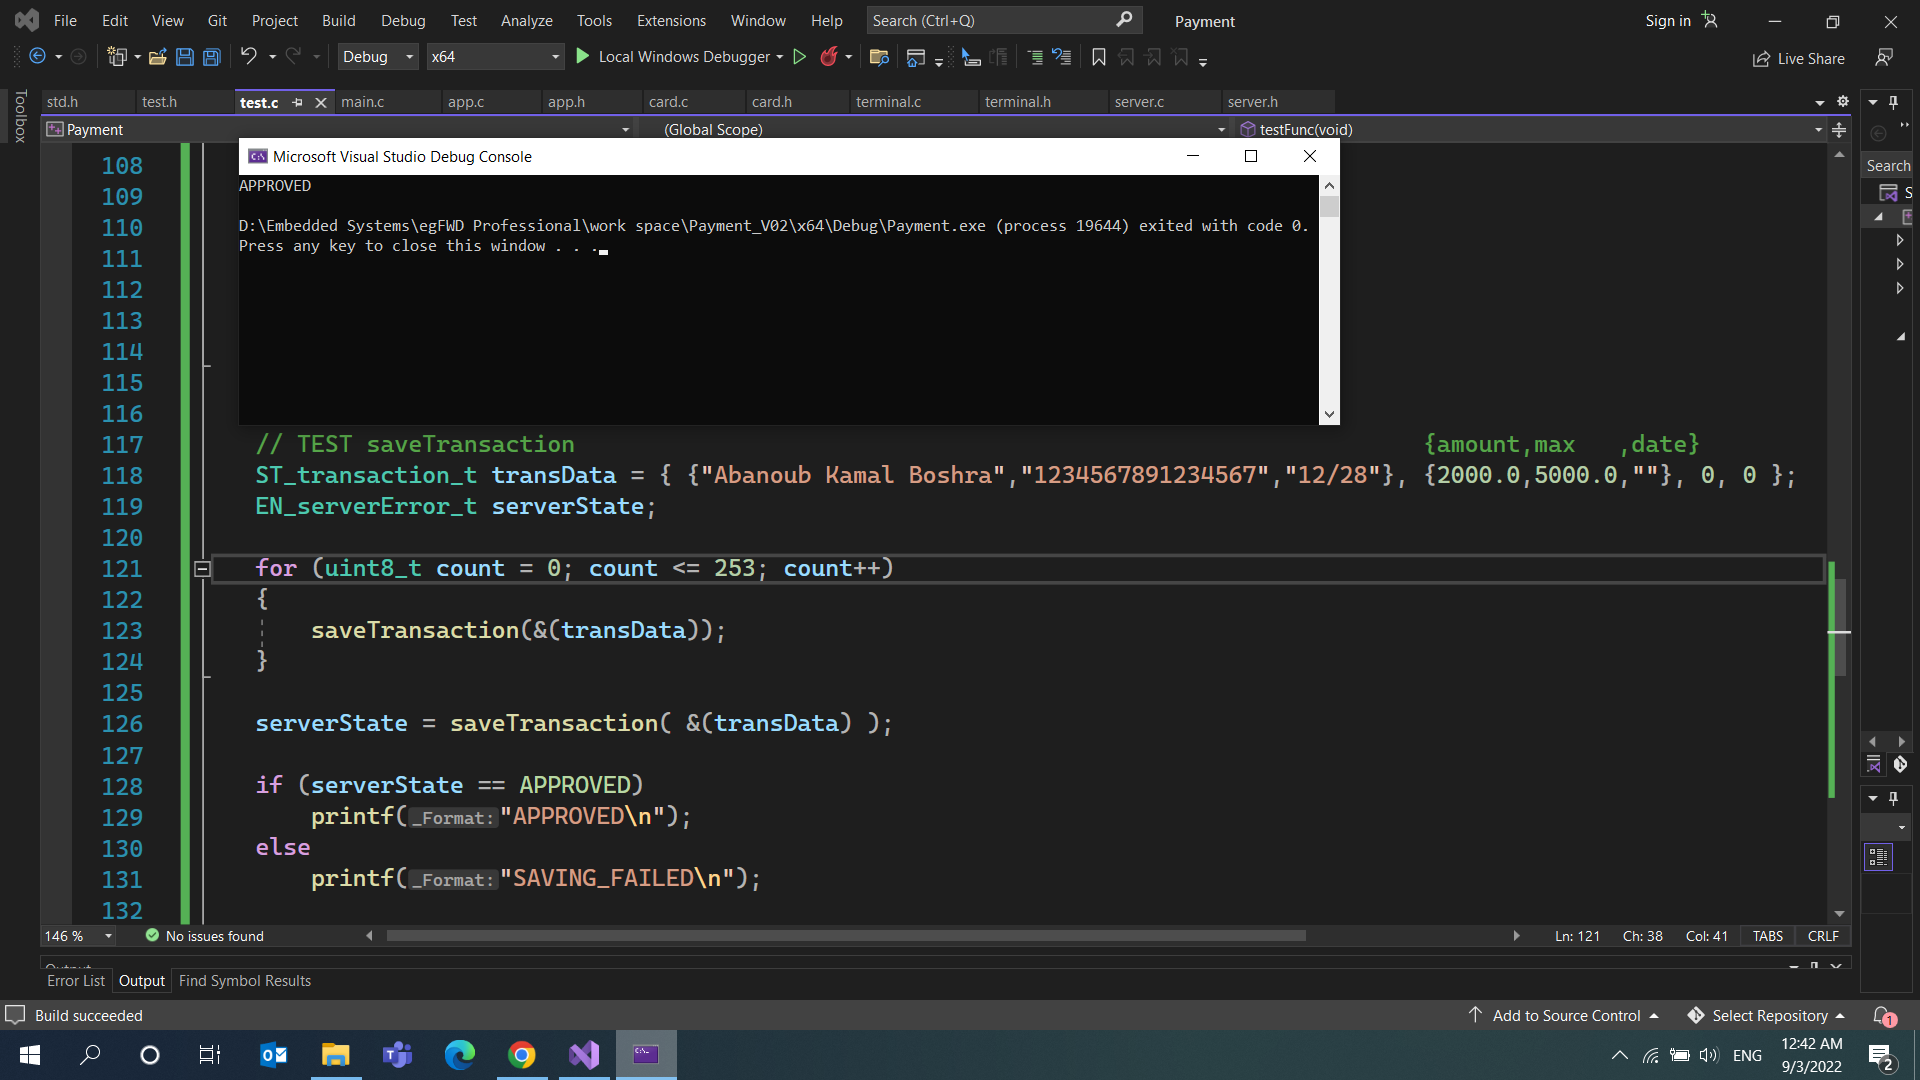 File Edit View Git Project Build Debug Test Analyze Tools Extensions Window Help Search (Ctrl+Q) Payment Sign in
Debug x64 Local Windows Debugger Live Share
Toolbox
std.h test.h test.c main.c app.c app.h card.c card.h terminal.c terminal.h server.c server.h
Payment (Global Scope) testFunc(void)
Microsoft Visual Studio Debug Console
APPROVED
D:\Embedded Systems\egFWD Professional\work space\Payment_V02\x64\Debug\Payment.exe (process 19644) exited with code 0.
Press any key to close this window . . .
Search
S
108
109
110
111
112
113
114
115
116
117 // TEST saveTransaction {amount,max ,date}
118 ST_transaction_t transData = { {"Abanoub Kamal Boshra","1234567891234567","12/28"}, {2000.0,5000.0,""}, 0, 0 };
119 EN_serverError_t serverState;
120
121 for (uint8_t count = 0; count <= 253; count++)
122 {
123 saveTransaction(&(transData));
124 }
125
126 serverState = saveTransaction( &(transData) );
127
128 if (serverState == APPROVED)
129 printf(_Format:"APPROVED\n");
130 else
131 printf(_Format:"SAVING_FAILED\n");
132
146 % No issues found Ln: 121 Ch: 38 Col: 41 TABS CRLF
Output
Error List Output Find Symbol Results
Build succeeded Add to Source Control Select Repository 1
ENG 12:42 AM
9/3/2022 2